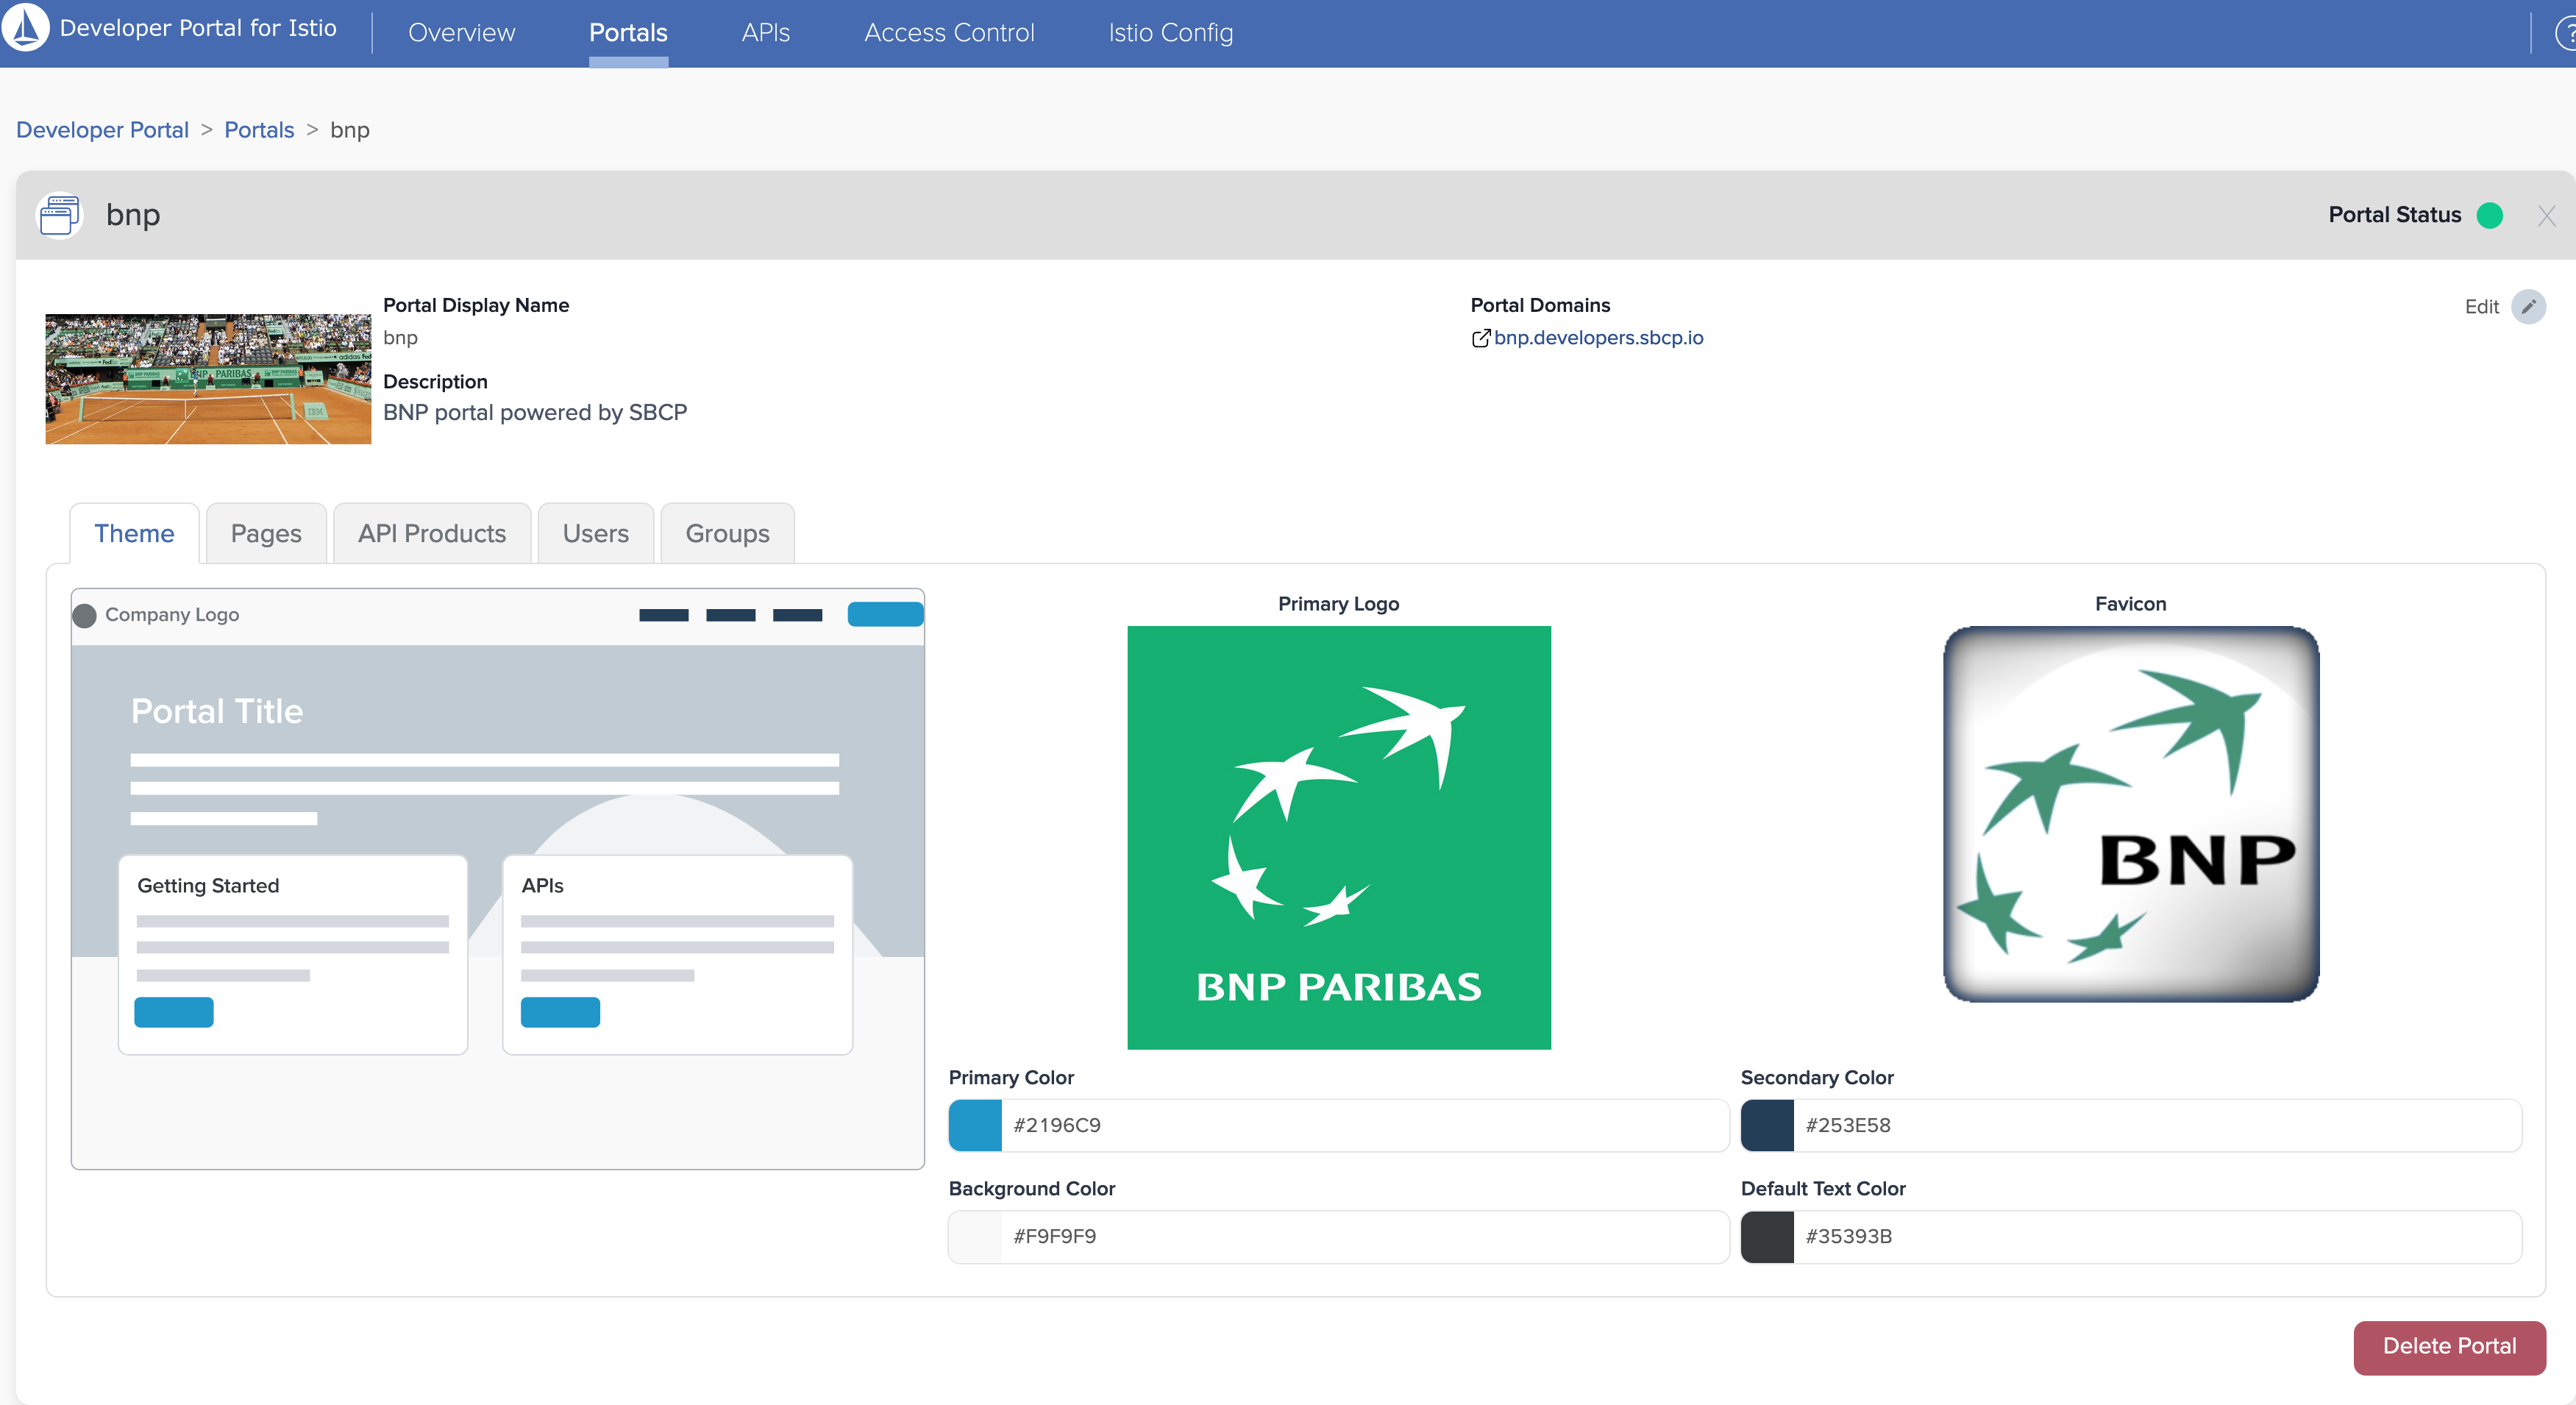 Developer Portal for Istio
Overview
Portals
APIs
Access Control
Istio Config
?
Developer Portal > Portals > bnp
bnp
Portal Status
X
Portal Display Name
bnp
Description
BNP portal powered by SBCP
Portal Domains
bnp.developers.sbcp.io
Edit
BNP PARIBAS
IBM
Theme
Pages
API Products
Users
Groups
Company Logo
Portal Title
Getting Started
APIs
Primary Logo
BNP PARIBAS
Favicon
BNP
Primary Color
#2196C9
Secondary Color
#253E58
Background Color
#F9F9F9
Default Text Color
#35393B
Delete Portal